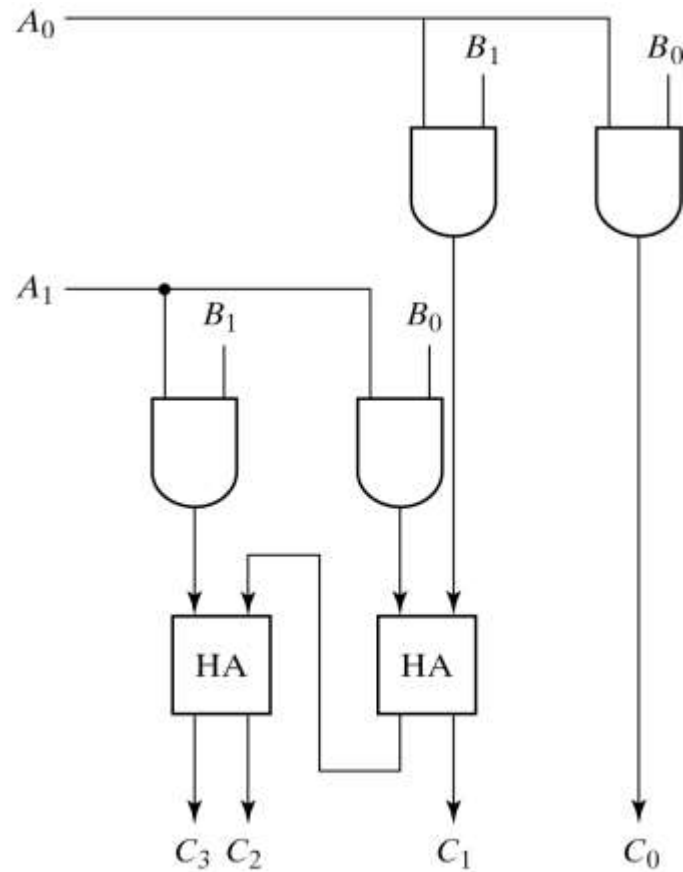 A₀
B₁ B₀
A₁
B₁ B₀
HA HA
C₃ C₂ C₁ C₀